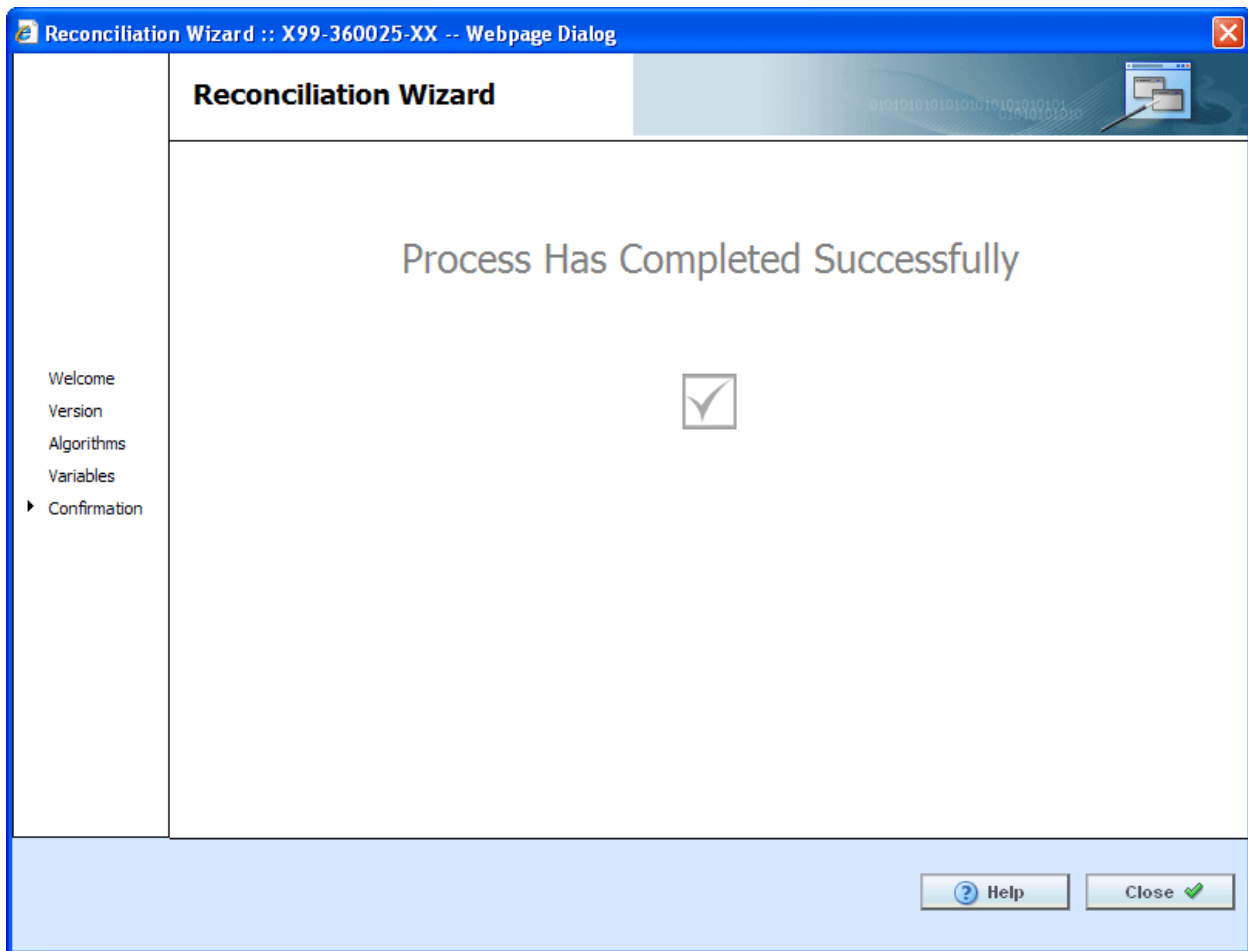 Reconciliation Wizard :: X99-360025-XX -- Webpage Dialog
Reconciliation Wizard
Process Has Completed Successfully
Welcome
Version
Algorithms
Variables
Confirmation
Help
Close